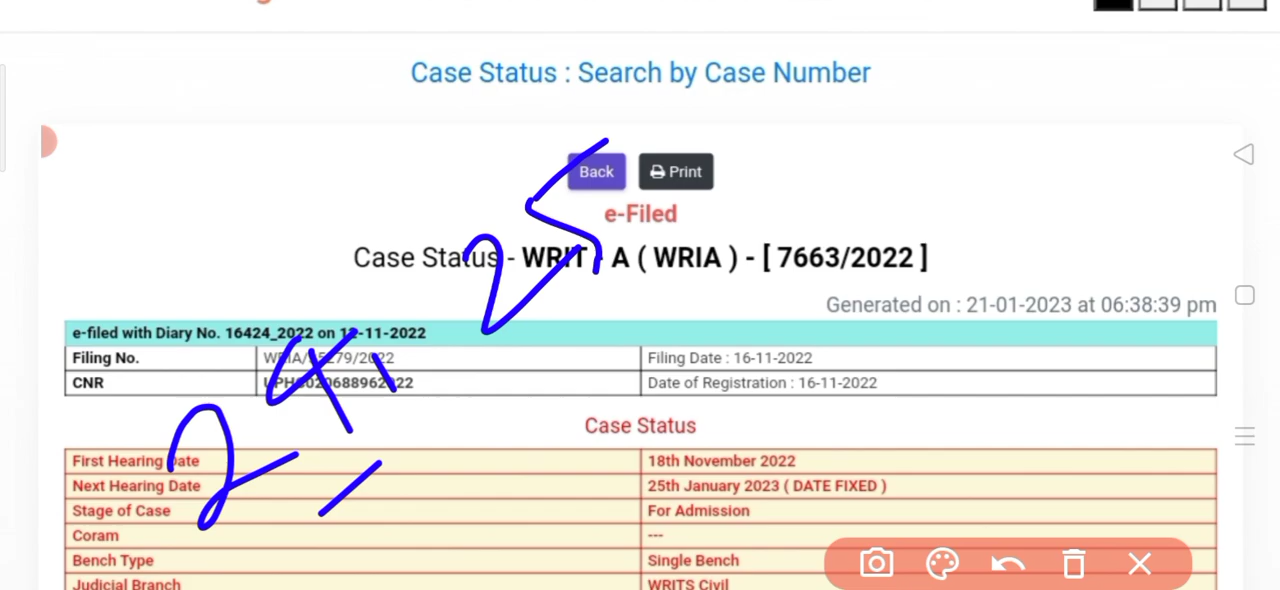 Case Status : Search by Case Number
Back Print
e-Filed
Case Status - WRIT - A ( WRIA ) - [ 7663/2022 ]
Generated on : 21-01-2023 at 06:38:39 pm
e-filed with Diary No. 16424_2022 on -11-2022
Filing No. Filing Date : 16-11-2022
CNR Date of Registration : 16-11-2022
Case Status
First Hearing Date 18th November 2022
Next Hearing Date 25th January 2023 ( DATE FIXED )
Stage of Case For Admission
Coram ---
Bench Type Single Bench
Judicial Branch WRITS Civil
24, 25